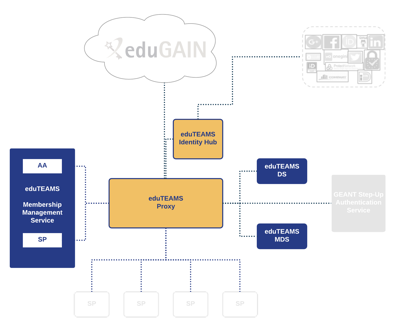 eduGAIN
eduTEAMS
Identity Hub
AA
eduTEAMS
Membership
Management
Service
SP
eduTEAMS
Proxy
eduTEAMS
DS
eduTEAMS
MDS
GEANT Step-Up
Authentication
Service
SP
SP
SP
SP